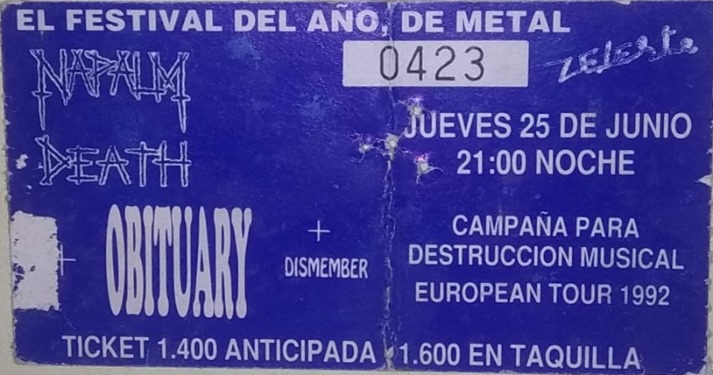 EL FESTIVAL DEL AÑO, DE METAL
0423
Zeleste
NAPALM
DEATH
JUEVES 25 DE JUNIO
21:00 NOCHE
+ OBITUARY
+
DISMEMBER
CAMPAÑA PARA
DESTRUCCION MUSICAL
EUROPEAN TOUR 1992
TICKET 1.400 ANTICIPADA 1.600 EN TAQUILLA